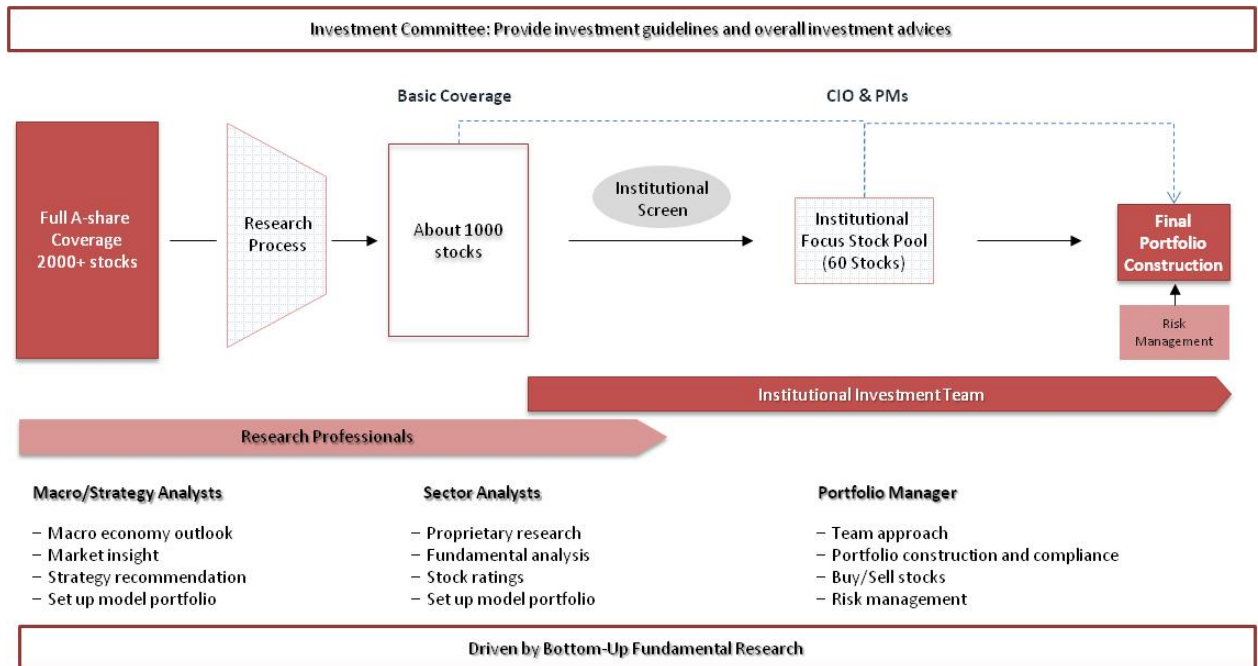 Investment Committee: Provide investment guidelines and overall investment advices
Basic Coverage
CIO & PMs
Full A-share
Coverage
2000+ stocks
Research
Process
About 1000
stocks
Institutional
Screen
Institutional
Focus Stock Pool
(60 Stocks)
Final
Portfolio
Construction
Risk
Management
Institutional Investment Team
Research Professionals
Macro/Strategy Analysts
– Macro economy outlook
– Market insight
– Strategy recommendation
– Set up model portfolio
Sector Analysts
– Proprietary research
– Fundamental analysis
– Stock ratings
– Set up model portfolio
Portfolio Manager
– Team approach
– Portfolio construction and compliance
– Buy/Sell stocks
– Risk management
Driven by Bottom-Up Fundamental Research